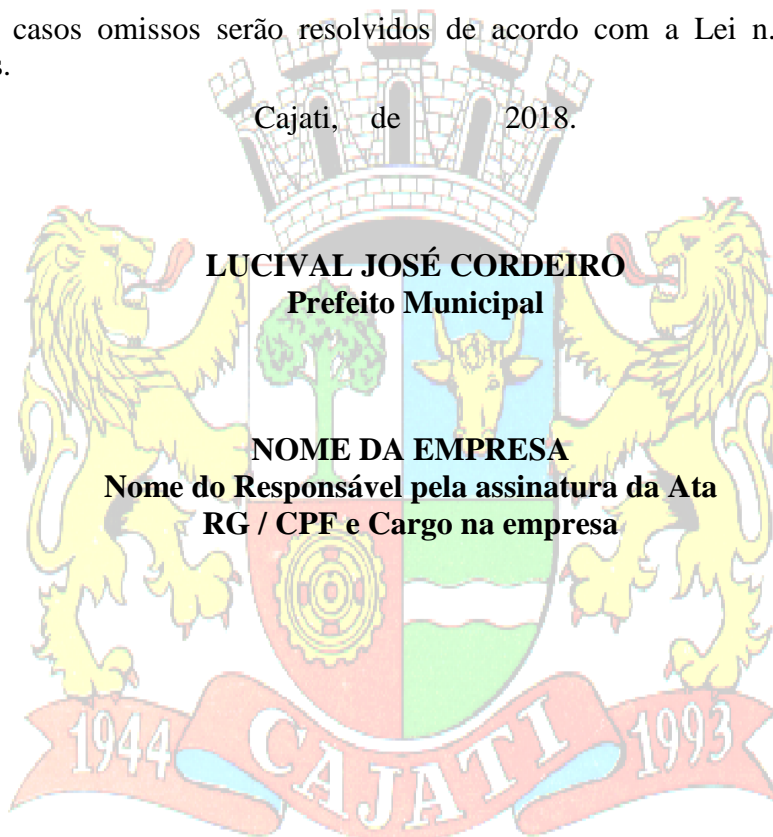 casos omissos serão resolvidos de acordo com a Lei n.
s.
Cajati, de 2018.
LUCIVAL JOSÉ CORDEIRO
Prefeito Municipal
NOME DA EMPRESA
Nome do Responsável pela assinatura da Ata
RG / CPF e Cargo na empresa
1944 CAJATI 1993